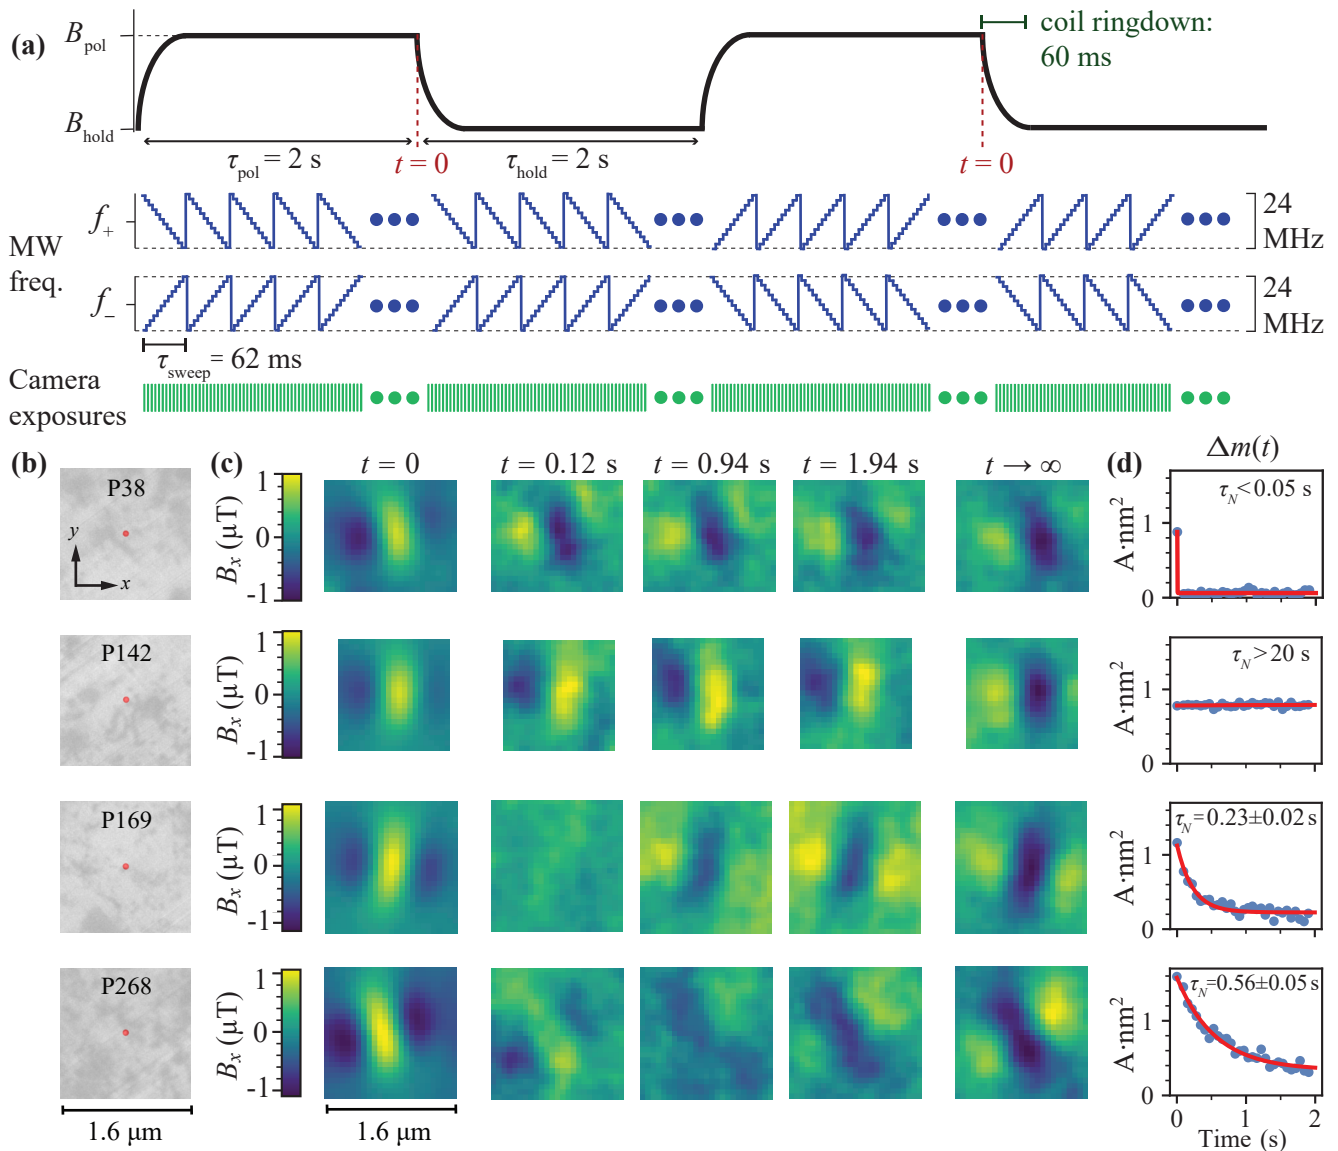 (a)
B_pol
B_hold
coil ringdown:
60 ms
τ_pol = 2 s
t = 0
τ_hold = 2 s
t = 0
MW
freq.
f_+
24
MHz
f_−
24
MHz
τ_sweep = 62 ms
Camera
exposures
(b)
(c)
t = 0
t = 0.12 s
t = 0.94 s
t = 1.94 s
t → ∞
(d)
Δm(t)
P38
y
x
B_x (μT)
1
0
-1
A·nm²
1
0
τ_N < 0.05 s
P142
B_x (μT)
1
0
-1
A·nm²
1
0
τ_N > 20 s
P169
B_x (μT)
1
0
-1
A·nm²
1
0
τ_N = 0.23±0.02 s
P268
B_x (μT)
1
0
-1
A·nm²
1
0
τ_N = 0.56±0.05 s
0 1 2
Time (s)
1.6 μm
1.6 μm